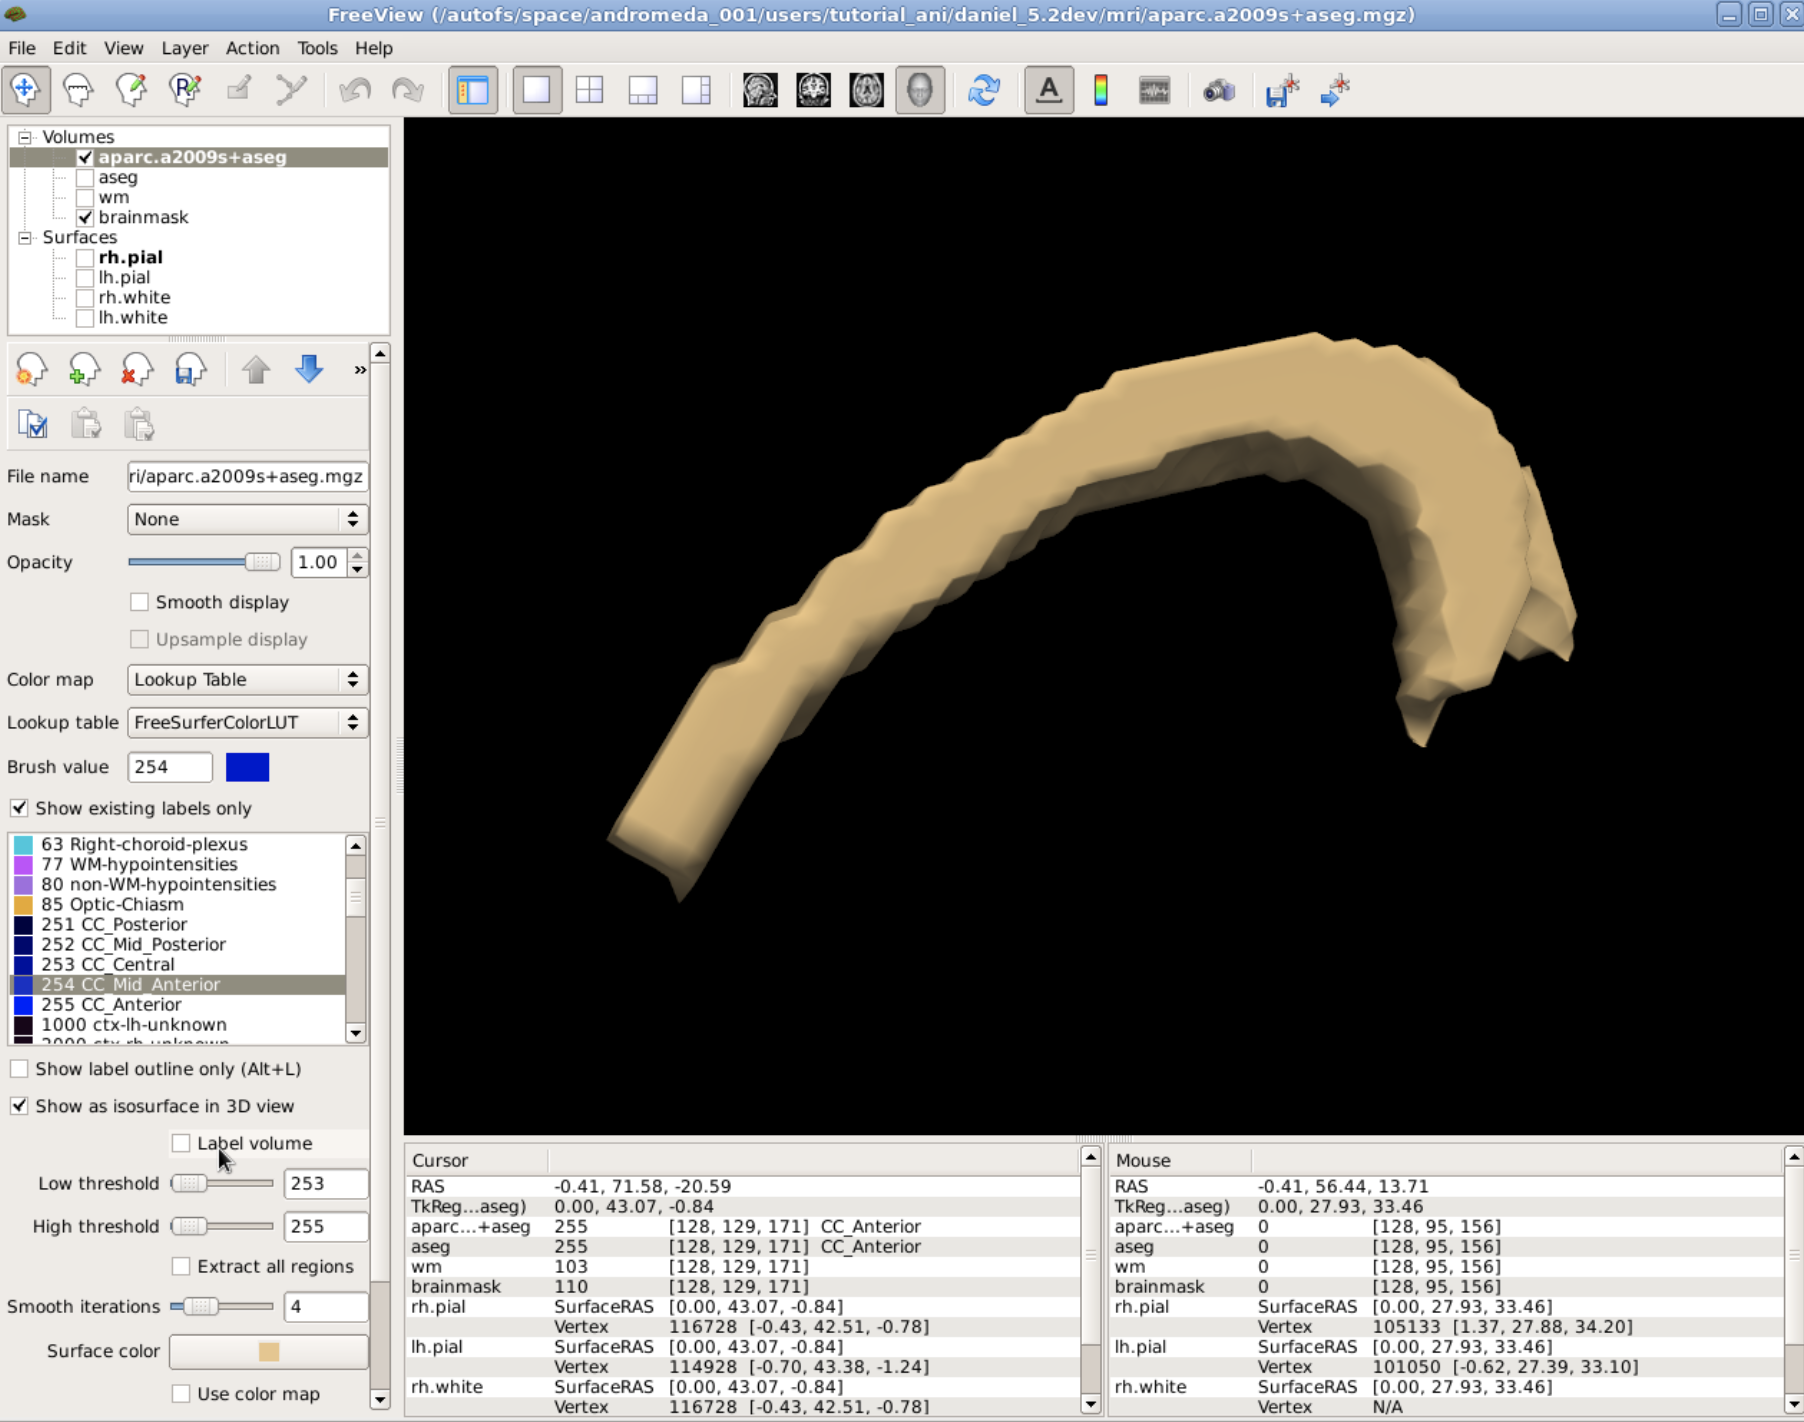 FreeView (/autofs/space/andromeda_001/users/tutorial_ani/daniel_5.2dev/mri/aparc.a2009s+aseg.mgz)
File Edit View Layer Action Tools Help
R
A
Volumes
aparc.a2009s+aseg
aseg
wm
brainmask
Surfaces
rh.pial
lh.pial
rh.white
lh.white
»
File name ri/aparc.a2009s+aseg.mgz
Mask None
Opacity 1.00
Smooth display
Upsample display
Color map Lookup Table
Lookup table FreeSurferColorLUT
Brush value 254
Show existing labels only
63 Right-choroid-plexus
77 WM-hypointensities
80 non-WM-hypointensities
85 Optic-Chiasm
251 CC_Posterior
252 CC_Mid_Posterior
253 CC_Central
254 CC_Mid_Anterior
255 CC_Anterior
1000 ctx-lh-unknown
2000 ctx-rh-unknown
Show label outline only (Alt+L)
Show as isosurface in 3D view
Label volume
Low threshold 253
High threshold 255
Extract all regions
Smooth iterations 4
Surface color
Use color map
Cursor
RAS -0.41, 71.58, -20.59
TkReg...aseg) 0.00, 43.07, -0.84
aparc...+aseg 255 [128, 129, 171] CC_Anterior
aseg 255 [128, 129, 171] CC_Anterior
wm 103 [128, 129, 171]
brainmask 110 [128, 129, 171]
rh.pial SurfaceRAS [0.00, 43.07, -0.84]
Vertex 116728 [-0.43, 42.51, -0.78]
lh.pial SurfaceRAS [0.00, 43.07, -0.84]
Vertex 114928 [-0.70, 43.38, -1.24]
rh.white SurfaceRAS [0.00, 43.07, -0.84]
Vertex 116728 [-0.43, 42.51, -0.78]
Mouse
RAS -0.41, 56.44, 13.71
TkReg...aseg) 0.00, 27.93, 33.46
aparc...+aseg 0 [128, 95, 156]
aseg 0 [128, 95, 156]
wm 0 [128, 95, 156]
brainmask 0 [128, 95, 156]
rh.pial SurfaceRAS [0.00, 27.93, 33.46]
Vertex 105133 [1.37, 27.88, 34.20]
lh.pial SurfaceRAS [0.00, 27.93, 33.46]
Vertex 101050 [-0.62, 27.39, 33.10]
rh.white SurfaceRAS [0.00, 27.93, 33.46]
Vertex N/A